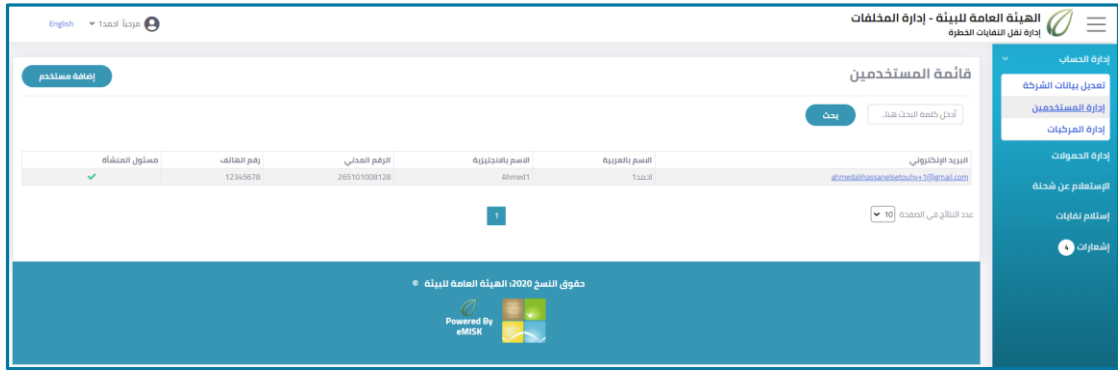 الهيئة العامة للبيئة - إدارة المخلفات
إدارة نقل النفايات الخطرة
مرحباً احمد1
English
إدارة الحساب
تعديل بيانات الشركة
إدارة المستخدمين
إدارة المركبات
إدارة الحمولات
الإستعلام عن شحنة
إستلام نفايات
إشعارات 4
قائمة المستخدمين
إضافة مستخدم
أدخل كلمة البحث هنا..
بحث
البريد الإلكتروني الاسم بالعربية الاسم بالانجليزية الرقم المدني رقم الهاتف مسئول المنشأة
ahmedalihassanelsetouhy+1@gmail.com احمد1 Ahmed1 265101008128 12345678
عدد النتائج في الصفحة 10
1
حقوق النسخ 2020، الهيئة العامة للبيئة ©
Powered By
eMISK